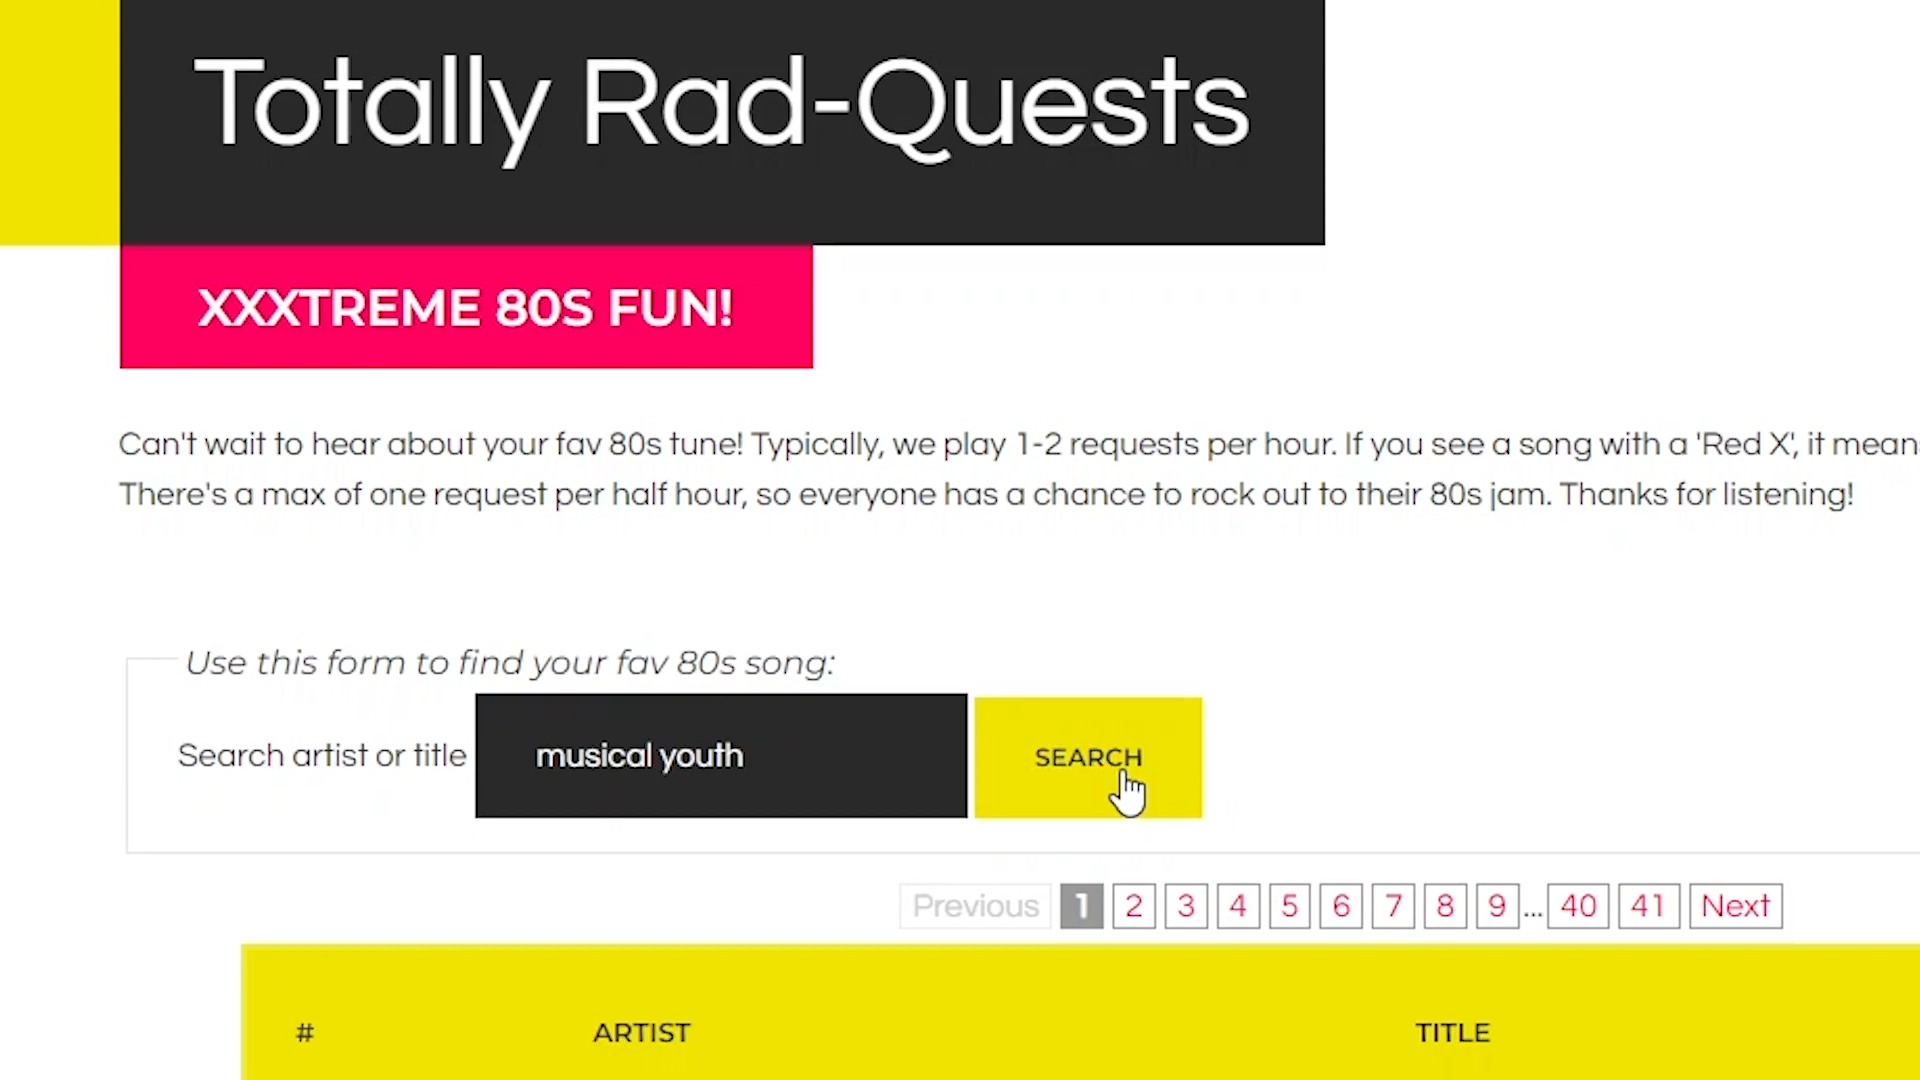 Totally Rad-Quests
XXXTREME 80S FUN!
Can't wait to hear about your fav 80s tune! Typically, we play 1-2 requests per hour. If you see a song with a 'Red X', it
There's a max of one request per half hour, so everyone has a chance to rock out to their 80s jam. Thanks for listening!
Use this form to find your fav 80s song:
Search artist or title musical youth SEARCH
Previous 1 2 3 4 5 6 7 8 9 ... 40 41 Next
# ARTIST TITLE